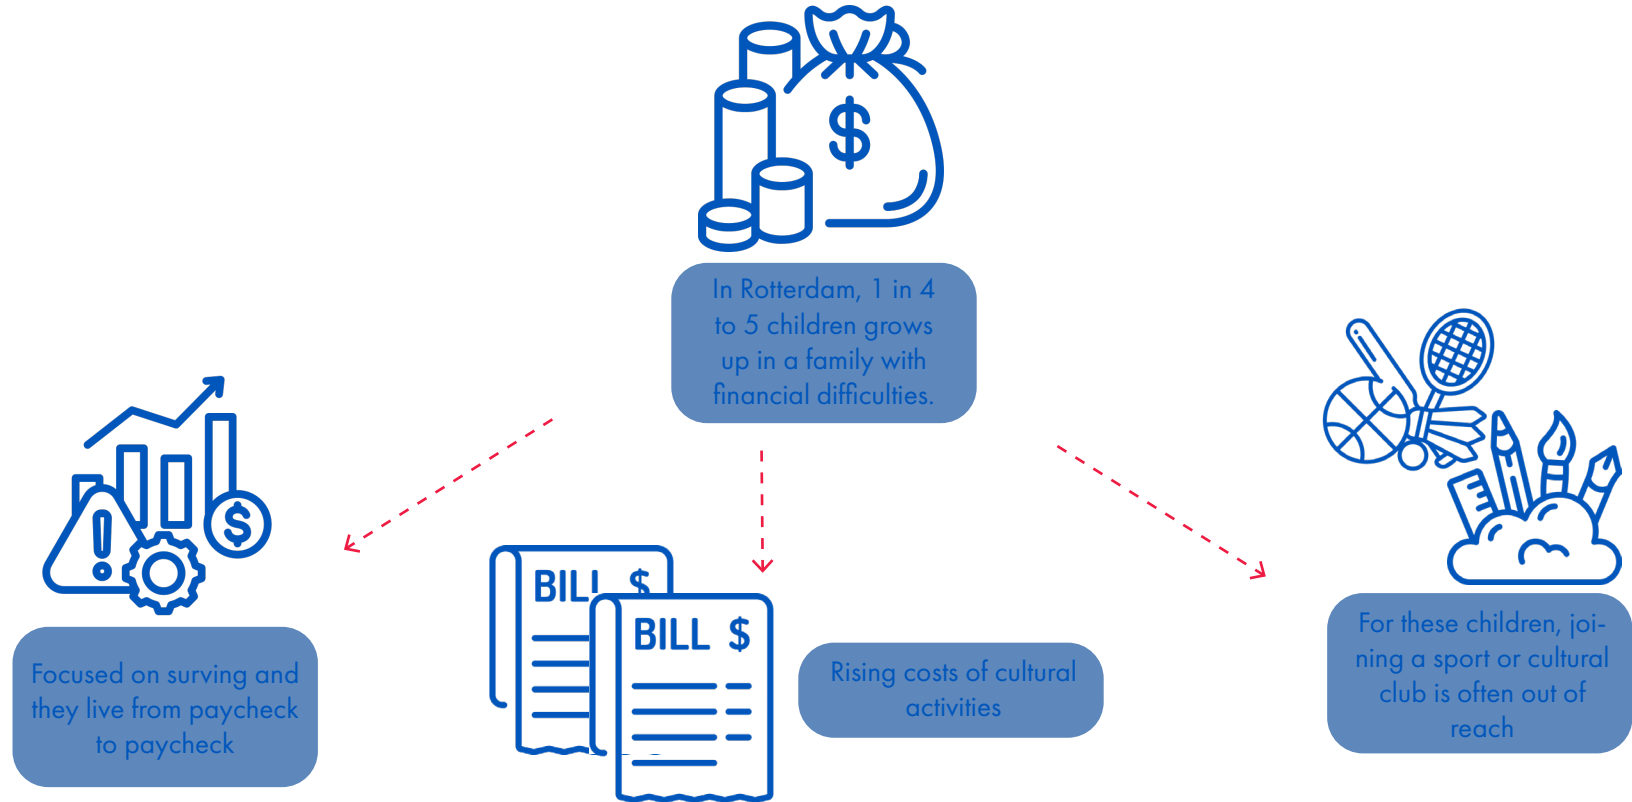 $
In Rotterdam, 1 in 4
to 5 children grows
up in a family with
financial difficulties.
$
Focused on surving and
they live from paycheck
to paycheck
BILL $
BILL $
Rising costs of cultural
activities
For these children, joi-
ning a sport or cultural
club is often out of
reach